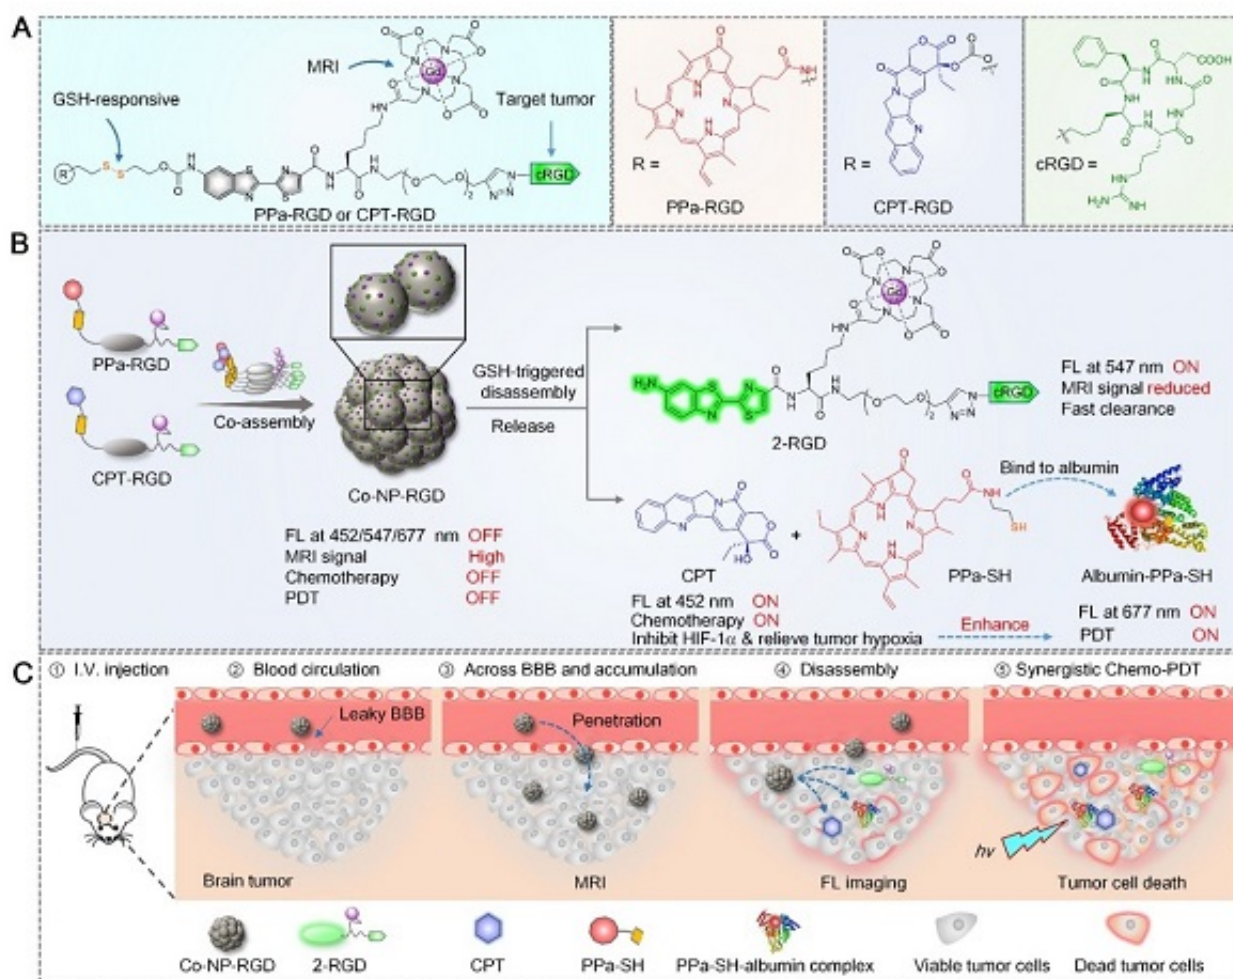 A
MRI
GSH-responsive
Target tumor
cRGD
PPa-RGD or CPT-RGD
R =
PPa-RGD
R =
CPT-RGD
cRGD =
B
PPa-RGD
CPT-RGD
Co-assembly
Co-NP-RGD
FL at 452/547/677 nm OFF
MRI signal High
Chemotherapy OFF
PDT OFF
GSH-triggered
disassembly
Release
Gd
cRGD
2-RGD
FL at 547 nm ON
MRI signal reduced
Fast clearance
CPT
+
PPa-SH
Bind to albumin
Albumin-PPa-SH
FL at 452 nm ON
Chemotherapy ON
Inhibit HIF-1α & relieve tumor hypoxia
Enhance
FL at 677 nm ON
PDT ON
C
① I.V. injection
② Blood circulation
③ Across BBB and accumulation
④ Disassembly
⑤ Synergistic Chemo-PDT
Leaky BBB
Penetration
hv
Brain tumor
MRI
FL imaging
Tumor cell death
Co-NP-RGD
2-RGD
CPT
PPa-SH
PPa-SH-albumin complex
Viable tumor cells
Dead tumor cells